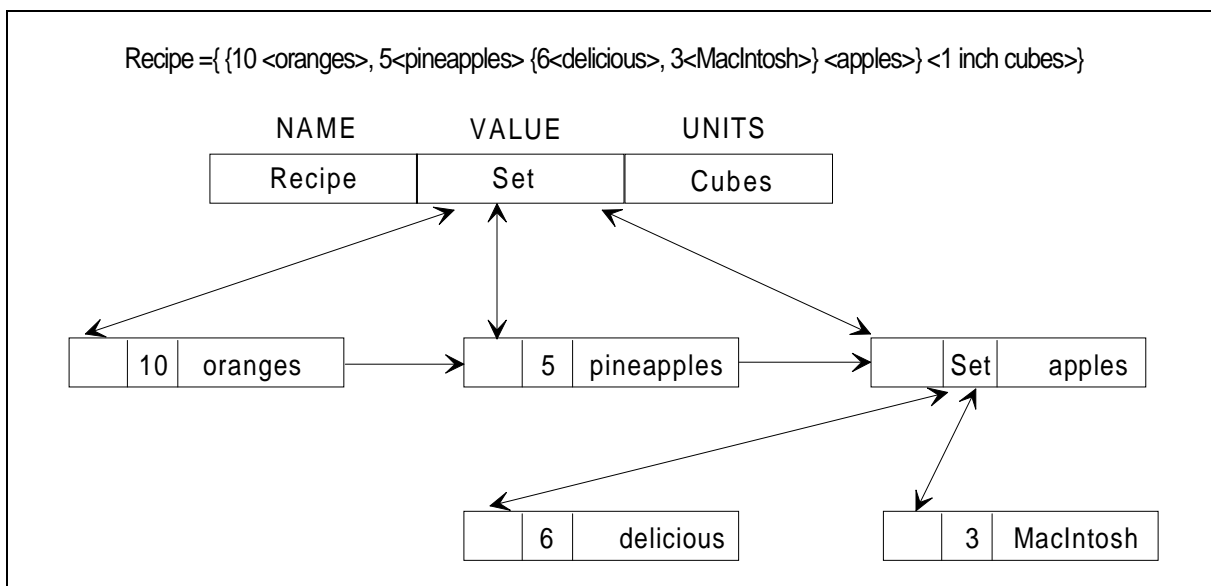 Recipe ={ {10 <oranges>, 5<pineapples> {6<delicious>, 3<MacIntosh>} <apples>} <1 inch cubes>}
NAME VALUE UNITS
Recipe Set Cubes
10 oranges 5 pineapples Set apples
6 delicious 3 MacIntosh